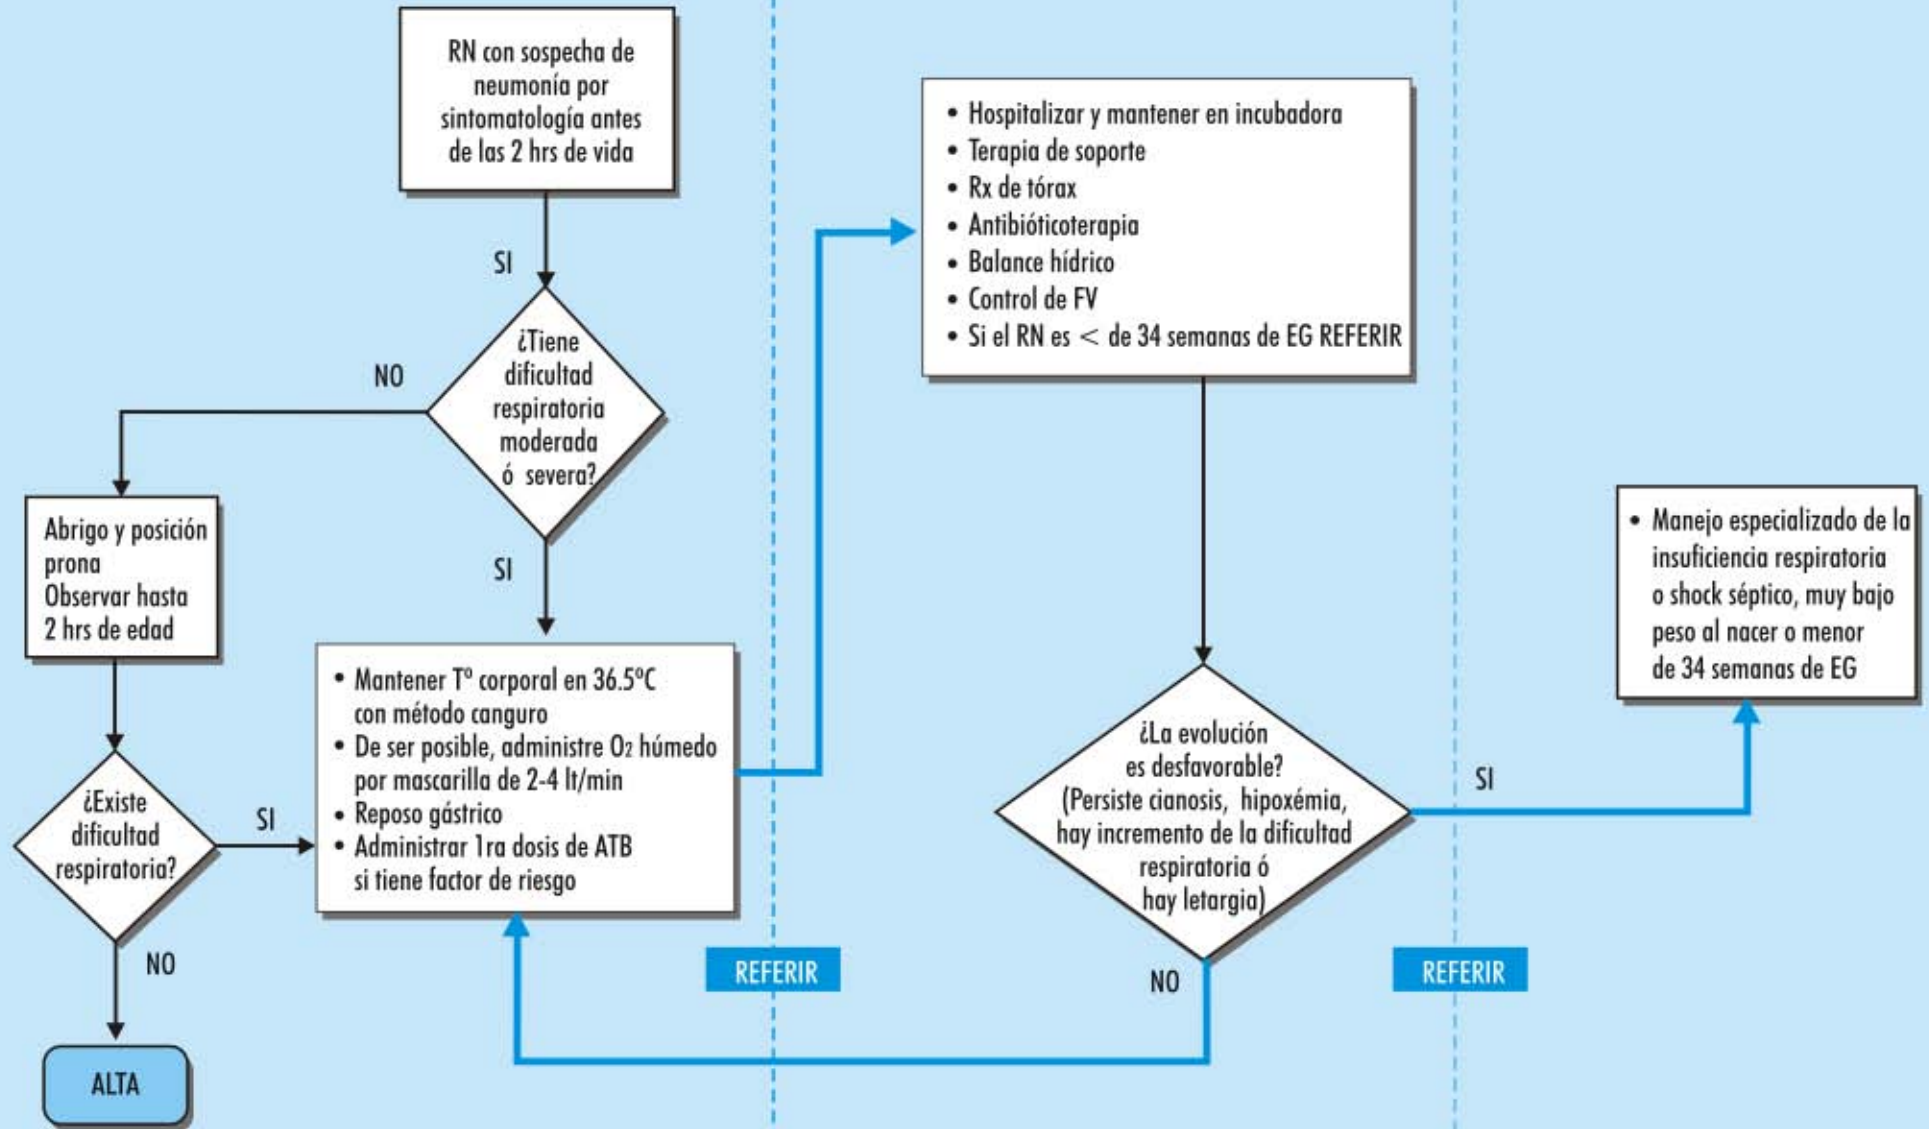 RN con sospecha de
neumonía por
sintomatología antes
de las 2 hrs de vida
SI
¿Tiene
dificultad
respiratoria
moderada
ó severa?
NO
SI
Abrigo y posición
prona
Observar hasta
2 hrs de edad
¿Existe
dificultad
respiratoria?
SI
NO
ALTA
• Mantener Tº corporal en 36.5ºC
con método canguro
• De ser posible, administre O2 húmedo
por mascarilla de 2-4 lt/min
• Reposo gástrico
• Administrar 1ra dosis de ATB
si tiene factor de riesgo
REFERIR
• Hospitalizar y mantener en incubadora
• Terapia de soporte
• Rx de tórax
• Antibióticoterapia
• Balance hídrico
• Control de FV
• Si el RN es < de 34 semanas de EG REFERIR
¿La evolución
es desfavorable?
(Persiste cianosis, hipoxémia,
hay incremento de la dificultad
respiratoria ó
hay letargia)
NO
SI
REFERIR
• Manejo especializado de la
insuficiencia respiratoria
o shock séptico, muy bajo
peso al nacer o menor
de 34 semanas de EG